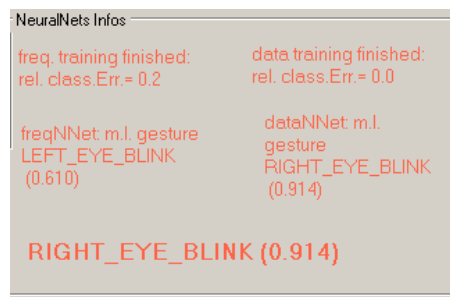 NeuralNets Infos
freq. training finished:
rel. class.Err.= 0.2
data training finished:
rel. class.Err.= 0.0
freqNNet: m.l. gesture
LEFT_EYE_BLINK
(0.610)
dataNNet: m.l.
gesture
RIGHT_EYE_BLINK
(0.914)
RIGHT_EYE_BLINK (0.914)